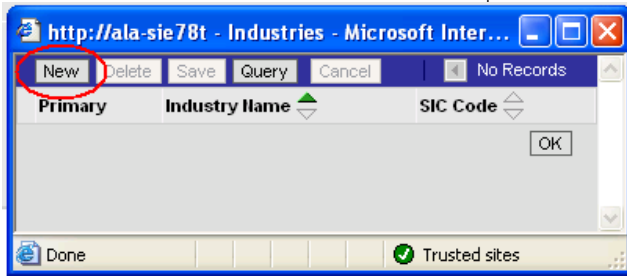 http://ala-sie78t - Industries - Microsoft Inter...
New Delete Save Query Cancel No Records
Primary Industry Name SIC Code
OK
Done Trusted sites